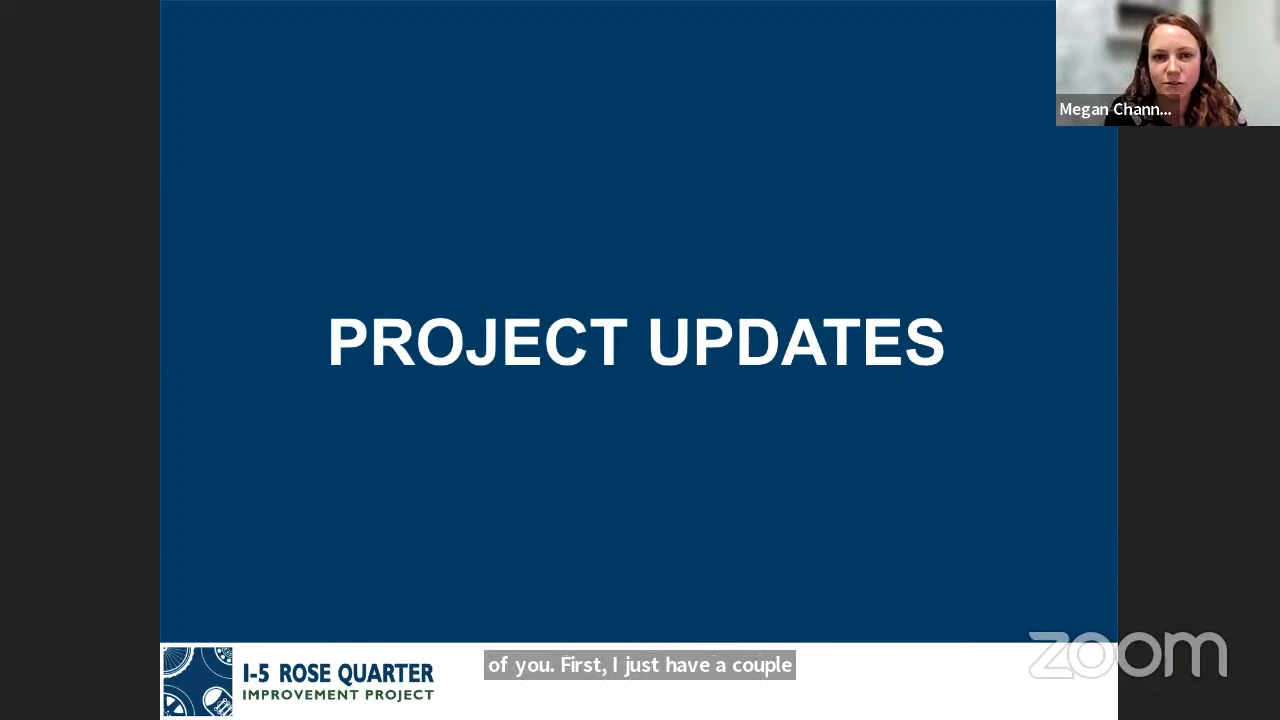 Megan Chann...
PROJECT UPDATES
I-5 ROSE QUARTER
IMPROVEMENT PROJECT
of you. First, I just have a couple
zoom